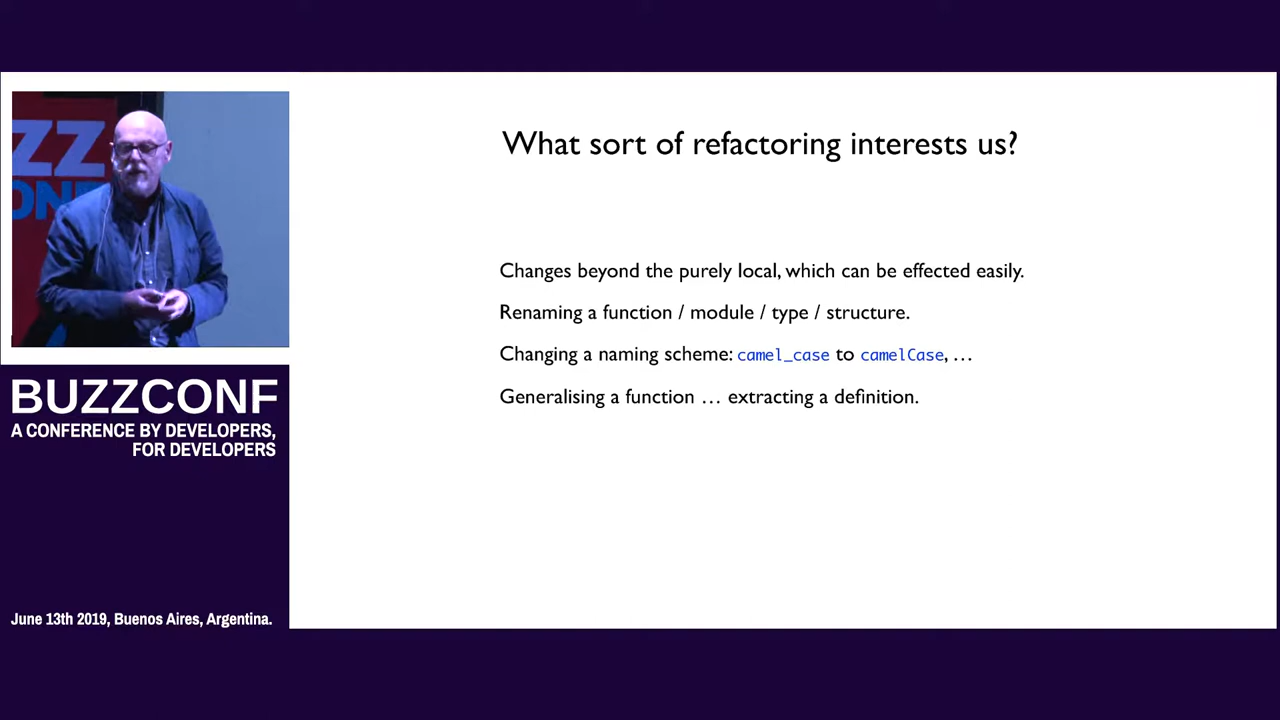 ZZ
ON
What sort of refactoring interests us?
Changes beyond the purely local, which can be effected easily.
Renaming a function / module / type / structure.
Changing a naming scheme: camel_case to camelCase, …
Generalising a function … extracting a definition.
BUZZCONF
A CONFERENCE BY DEVELOPERS,
FOR DEVELOPERS
June 13th 2019, Buenos Aires, Argentina.